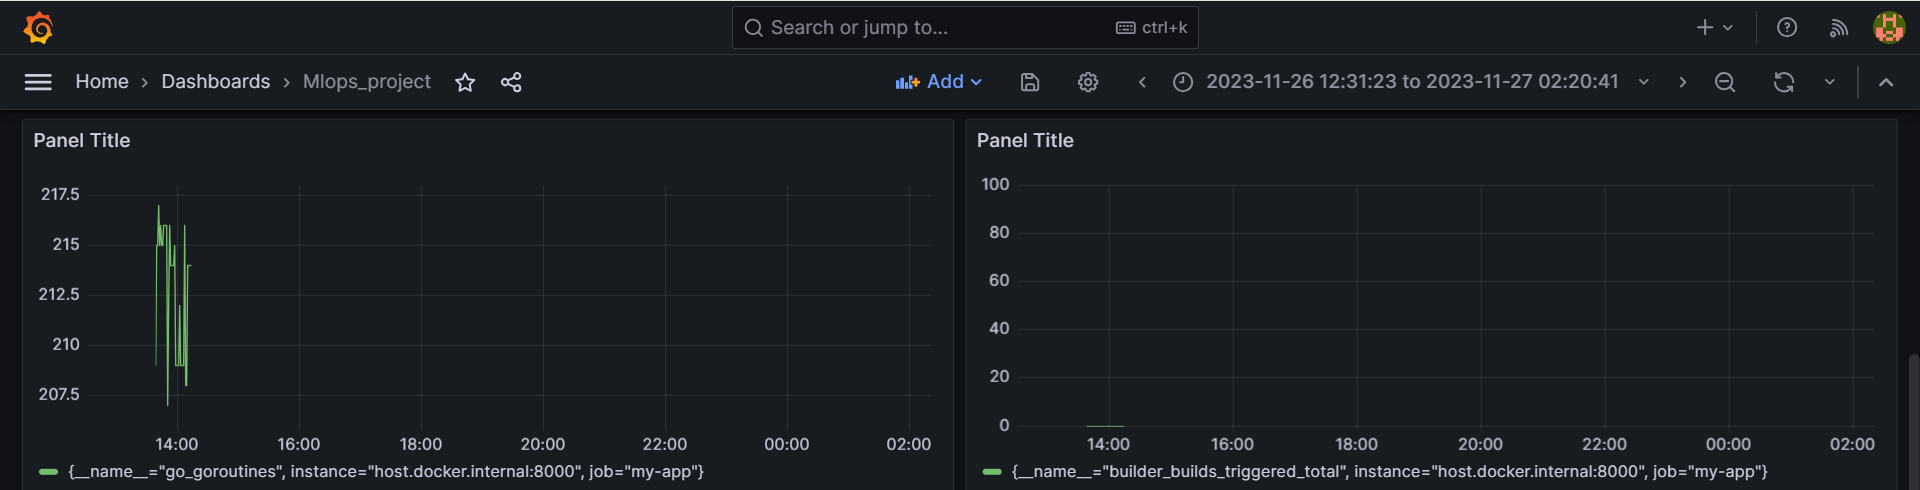 Search or jump to... ctrl+k
Home › Dashboards › Mlops_project Add 2023-11-26 12:31:23 to 2023-11-27 02:20:41
Panel Title
217.5
215
212.5
210
207.5
14:00 16:00 18:00 20:00 22:00 00:00 02:00
{__name__="go_goroutines", instance="host.docker.internal:8000", job="my-app"}
Panel Title
100
80
60
40
20
0
14:00 16:00 18:00 20:00 22:00 00:00 02:00
{__name__="builder_builds_triggered_total", instance="host.docker.internal:8000", job="my-app"}